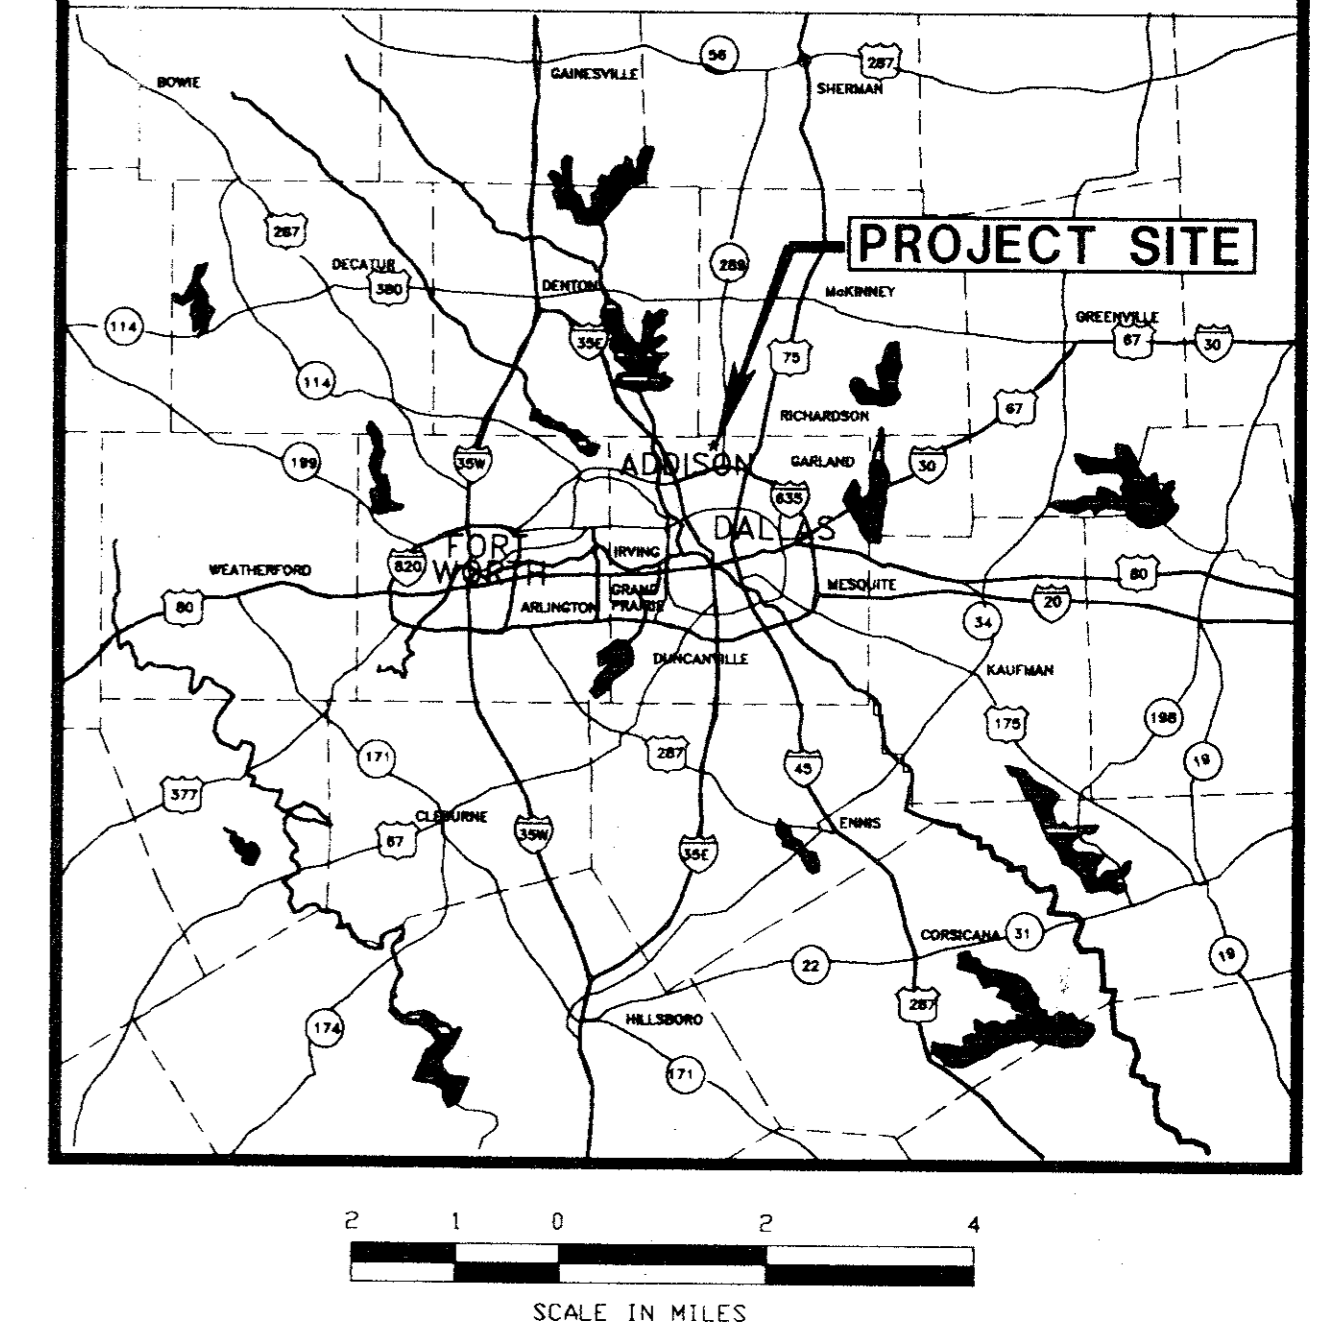 56
287
GAINESVILLE
BOWIE
SHERMAN
287
PROJECT SITE
289
DECATUR
380
DENTON
McKINNEY
114
35E
GREENVILLE
67
30
75
114
RICHARDSON
67
199
35W
ADDISON
GARLAND
30
635
DALLAS
FORT
WORTH
IRVING
820
WEATHERFORD
80
MESQUITE
80
GRAND
PRAIRIE
ARLINGTON
20
34
DUNCANVILLE
KAUFMAN
175
198
171
287
45
19
377
CLEBURNE
67
35W
35E
ENNIS
CORSICANA
31
22
19
287
174
HILLSBORO
171
2 1 0 2 4
SCALE IN MILES